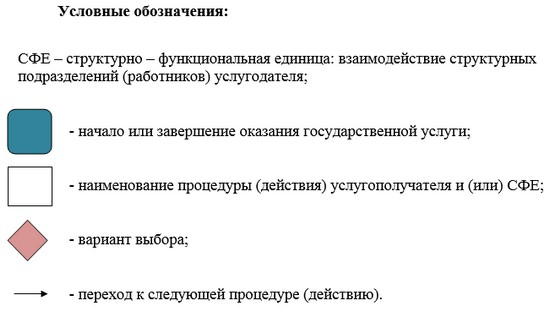 Условные обозначения:
СФЕ – структурно – функциональная единица: взаимодействие структурных
подразделений (работников) услугодателя;
- начало или завершение оказания государственной услуги;
- наименование процедуры (действия) услугополучателя и (или) СФЕ;
- вариант выбора;
- переход к следующей процедуре (действию).